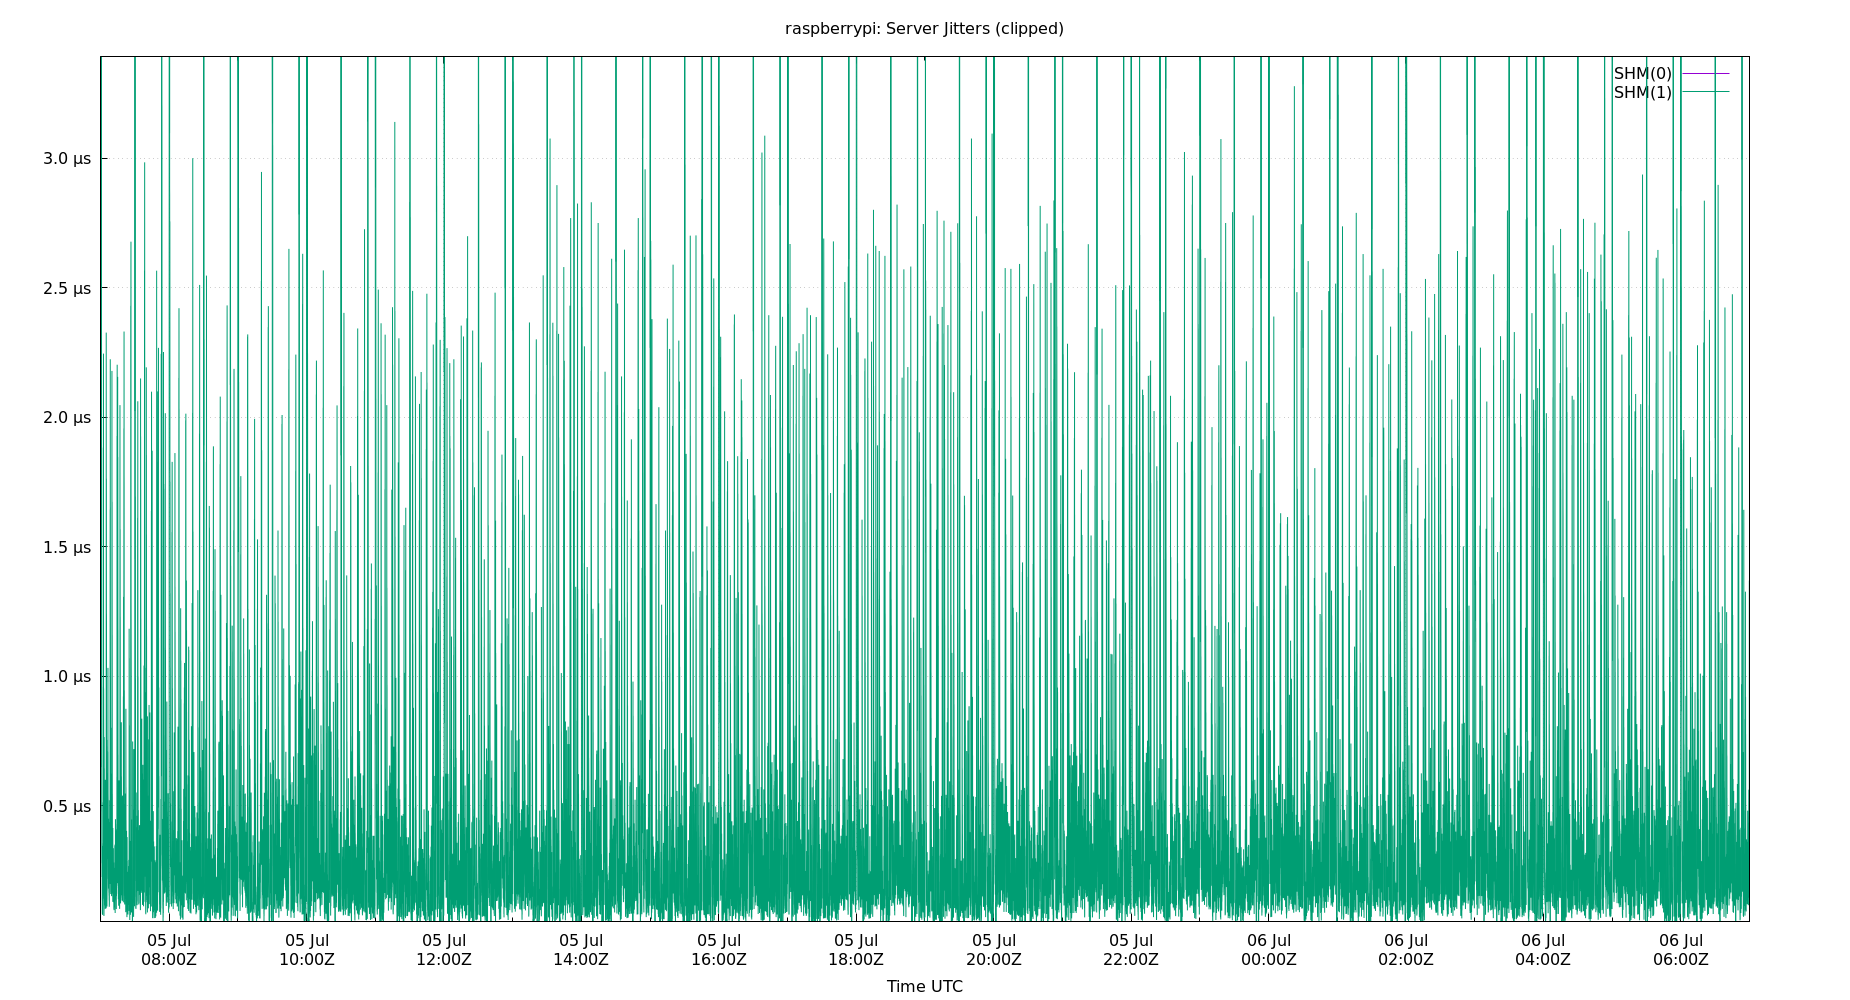 raspberrypi: Server Jitters (clipped)
SHM(0)
SHM(1)
3.0 µs
2.5 µs
2.0 µs
1.5 µs
1.0 µs
0.5 µs
05 Jul 05 Jul 05 Jul 05 Jul 05 Jul 05 Jul 05 Jul 05 Jul 06 Jul 06 Jul 06 Jul 06 Jul
08:00Z 10:00Z 12:00Z 14:00Z 16:00Z 18:00Z 20:00Z 22:00Z 00:00Z 02:00Z 04:00Z 06:00Z
Time UTC